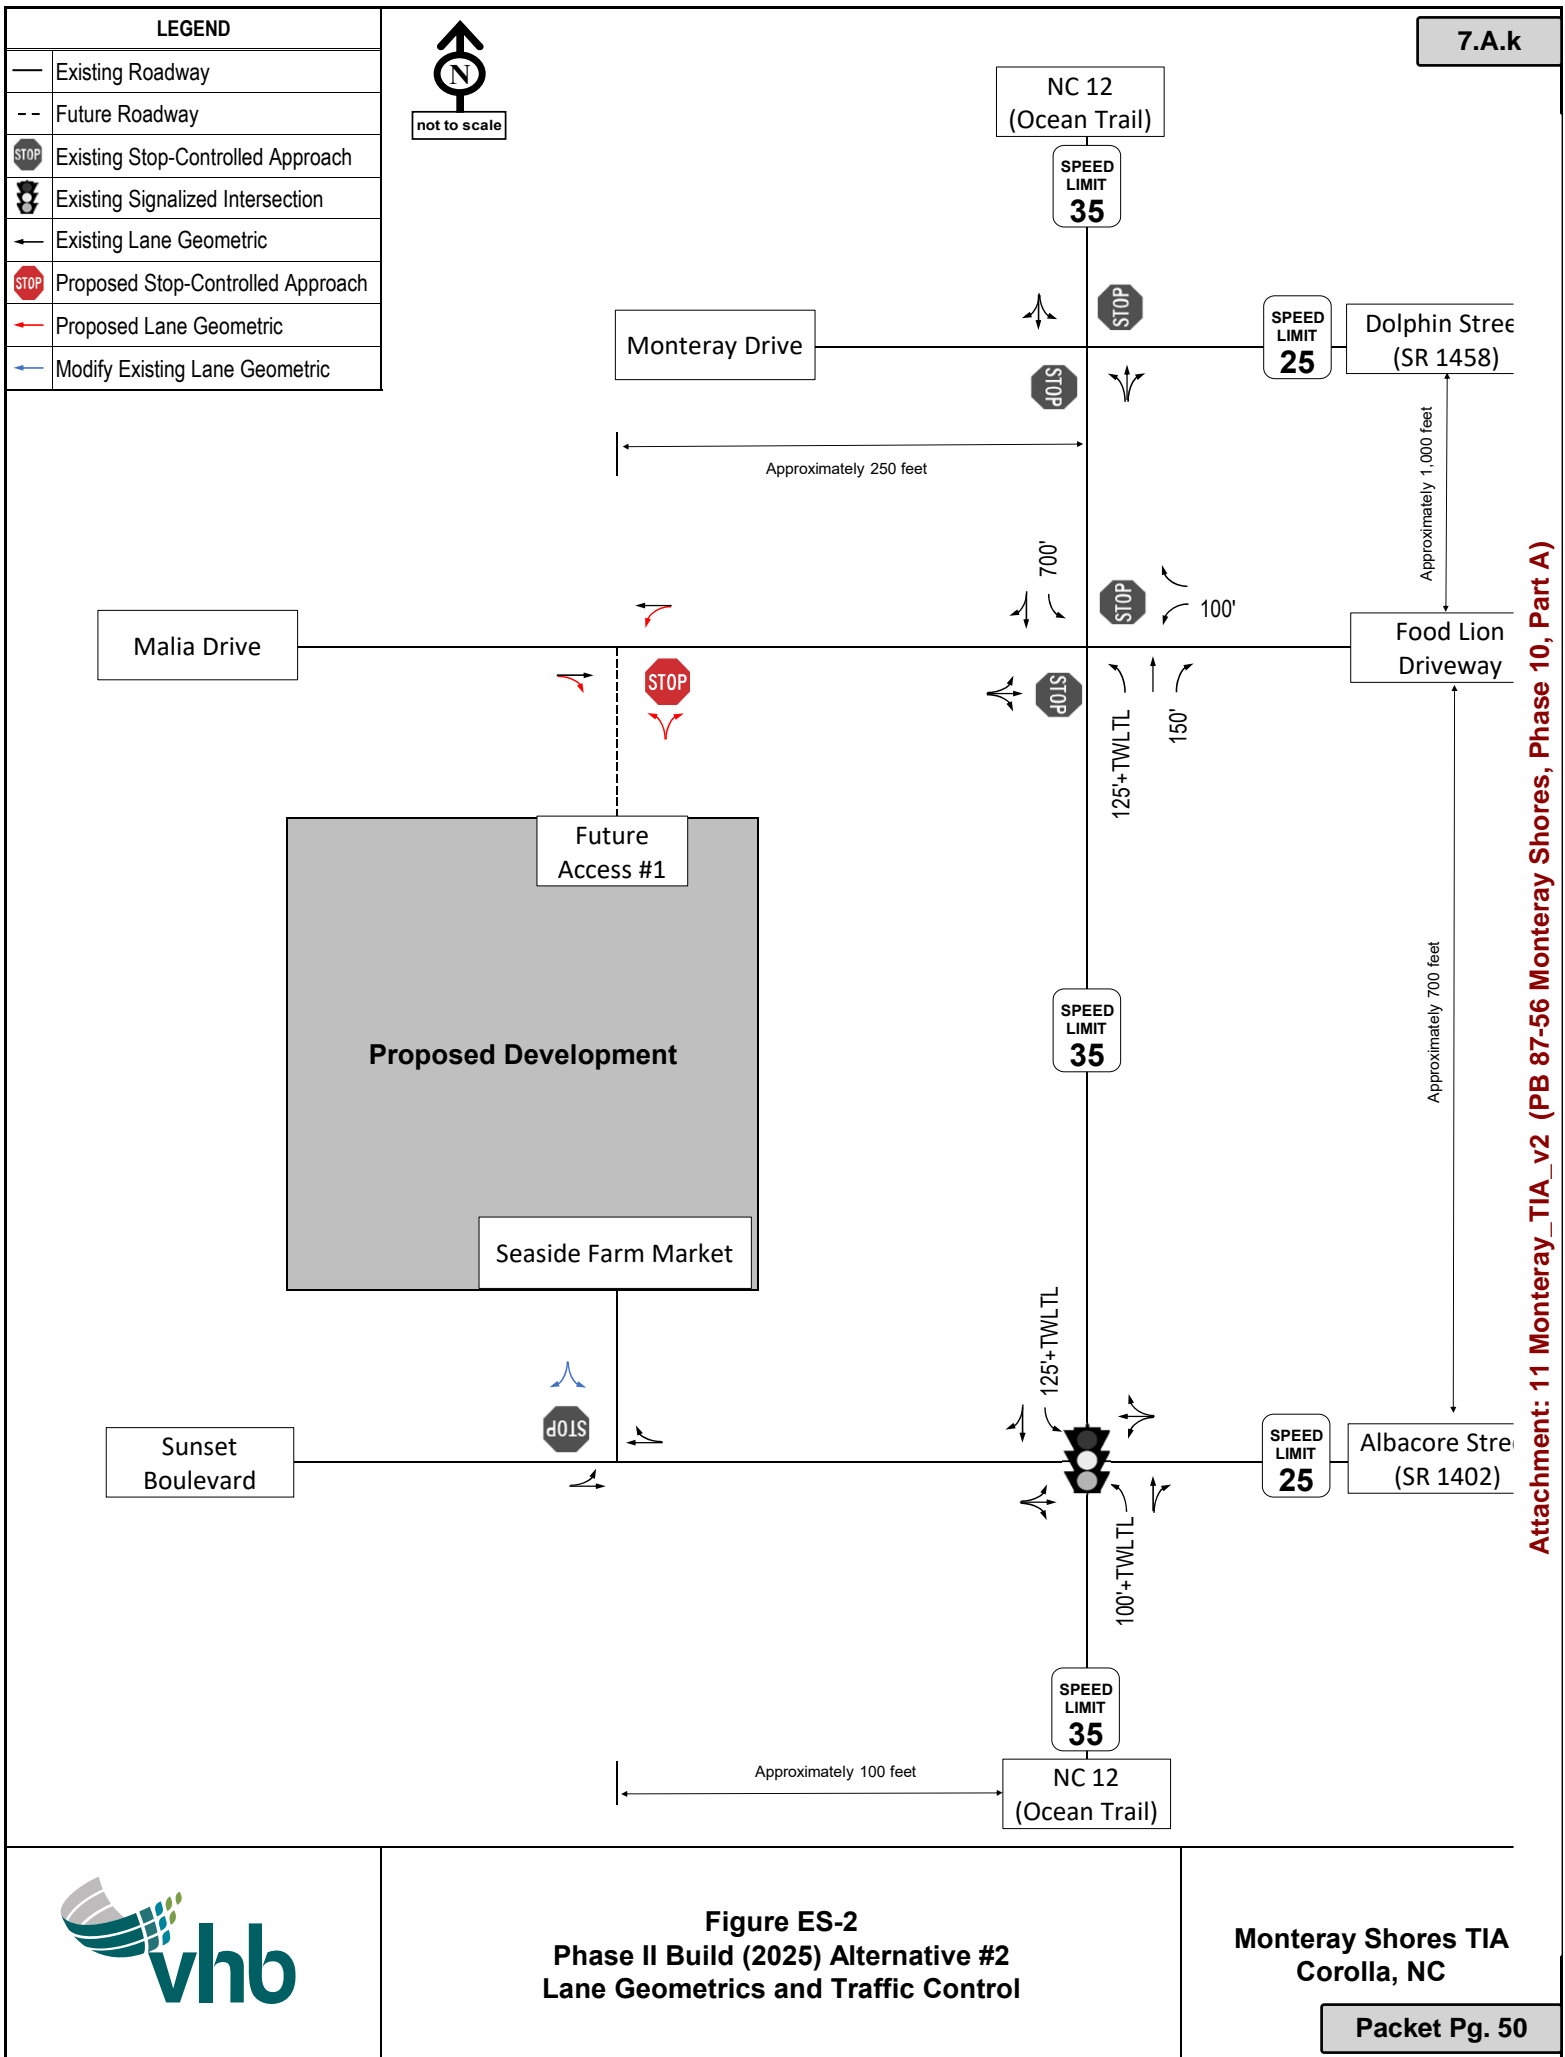 LEGEND
Existing Roadway
Future Roadway
STOP Existing Stop-Controlled Approach
Existing Signalized Intersection
Existing Lane Geometric
STOP Proposed Stop-Controlled Approach
Proposed Lane Geometric
Modify Existing Lane Geometric
N
not to scale
7.A.k
NC 12
(Ocean Trail)
SPEED
LIMIT
35
STOP
Monteray Drive
SPEED
LIMIT
25
Dolphin Stree
(SR 1458)
STOP
Approximately 250 feet
Approximately 1,000 feet
700'
STOP
100'
Malia Drive
STOP
STOP
Food Lion
Driveway
125'+TWLTL
150'
Future
Access #1
Proposed Development
SPEED
LIMIT
35
Approximately 700 feet
Seaside Farm Market
125'+TWLTL
STOP
Sunset
Boulevard
SPEED
LIMIT
25
Albacore Stre
(SR 1402)
100'+TWLTL
SPEED
LIMIT
35
Approximately 100 feet
NC 12
(Ocean Trail)
Attachment: 11 Monteray_TIA_v2 (PB 87-56 Monteray Shores, Phase 10, Part A)
vhb
Figure ES-2
Phase II Build (2025) Alternative #2
Lane Geometrics and Traffic Control
Monteray Shores TIA
Corolla, NC
Packet Pg. 50